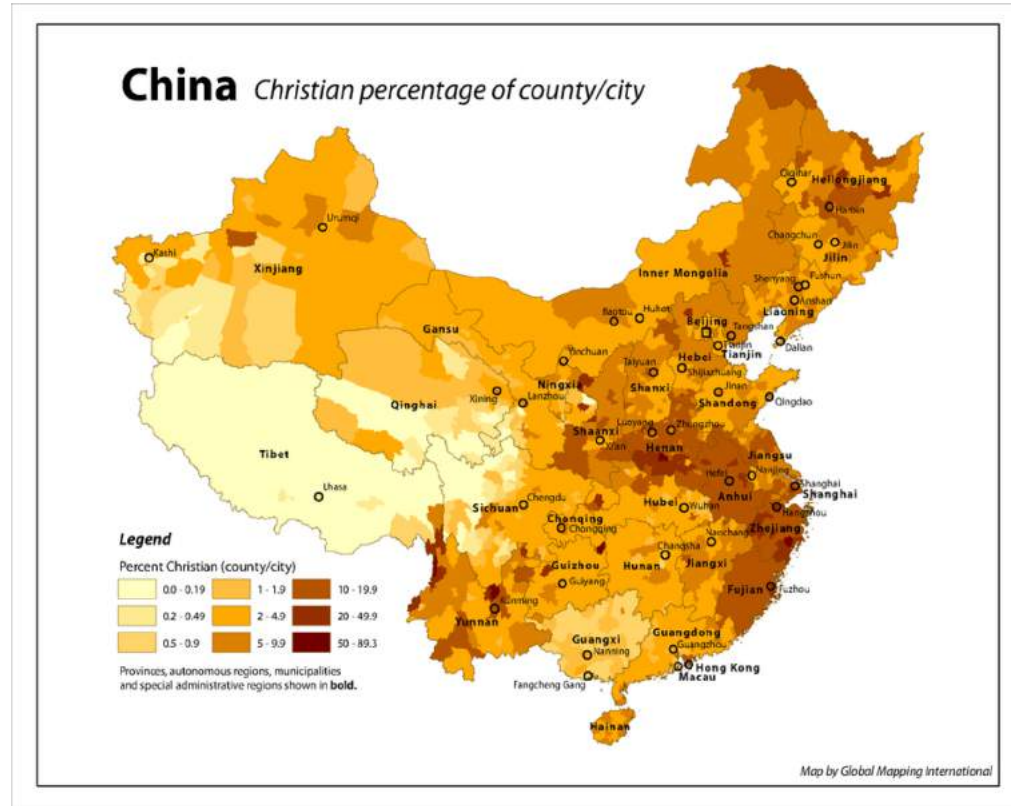 China Christian percentage of county/city
Qiqihar
Heilongjiang
Harbin
Urumqi
Changchun
Jilin
Jilin
Kashi
Xinjiang
Inner Mongolia
Shenyang
Fushun
Anshan
Liaoning
Baotou
Huhot
Beijing
Tangshan
Tianjin
Tianjin
Dalian
Gansu
Yinchuan
Taiyuan
Hebei
Shijiazhuang
Ningxia
Shanxi
Jinan
Xining
Lanzhou
Qinghai
Shandong
Qingdao
Shaanxi
Luoyang
Zhengzhou
Xi'an
Henan
Tibet
Jiangsu
Hefei
Nanjing
Shanghai
Shanghai
Lhasa
Chengdu
Sichuan
Hubei
Wuhan
Anhui
Hangzhou
Chonqing
Chongqing
Zhejiang
Nanchang
Changsha
Guizhou
Hunan
Jiangxi
Guiyang
Fujian
Fuzhou
Kunming
Yunnan
Guangxi
Guangdong
Guangzhou
Nanning
Hong Kong
Macau
Fangcheng Gang
Hainan
Legend
Percent Christian (county/city)
0.0 - 0.19 1 - 1.9 10 - 19.9
0.2 - 0.49 2 - 4.9 20 - 49.9
0.5 - 0.9 5 - 9.9 50 - 89.3
Provinces, autonomous regions, municipalities
and special administrative regions shown in bold.
Map by Global Mapping International